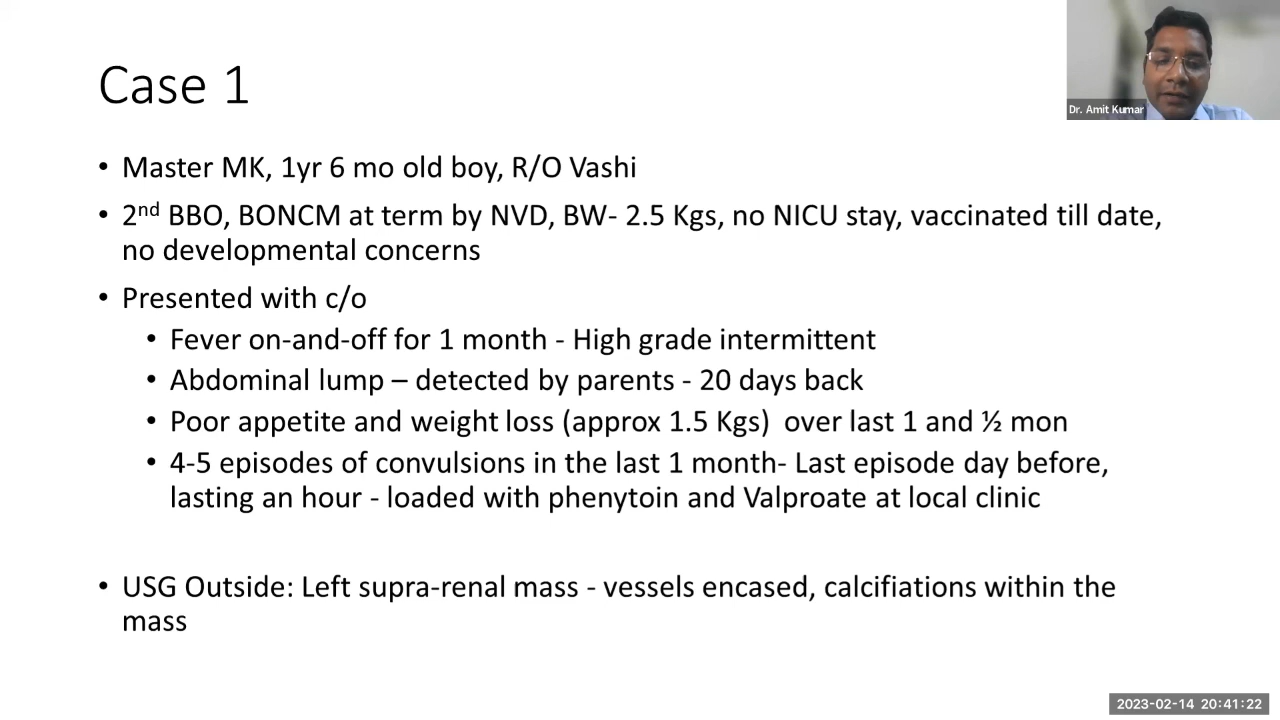 Case 1
Dr. Amit Kumar
• Master MK, 1yr 6 mo old boy, R/O Vashi
• 2nd BBO, BONCM at term by NVD, BW- 2.5 Kgs, no NICU stay, vaccinated till date,
no developmental concerns
• Presented with c/o
• Fever on-and-off for 1 month - High grade intermittent
• Abdominal lump – detected by parents - 20 days back
• Poor appetite and weight loss (approx 1.5 Kgs) over last 1 and ½ mon
• 4-5 episodes of convulsions in the last 1 month- Last episode day before,
lasting an hour - loaded with phenytoin and Valproate at local clinic
• USG Outside: Left supra-renal mass - vessels encased, calcifiations within the
mass
2023-02-14 20:41:22